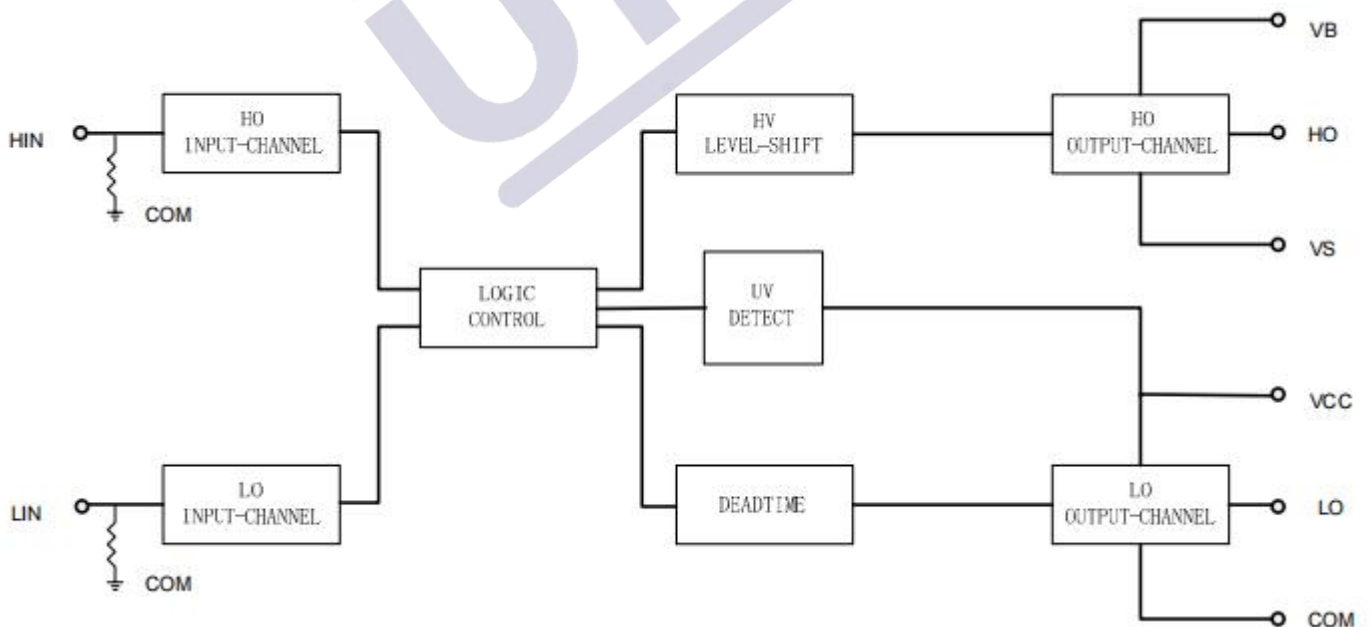 VB
HO
INPUT-CHANNEL
HV
LEVEL-SHIFT
HO
OUTPUT-CHANNEL
HIN
HO
COM
VS
LOGIC
CONTROL
UV
DETECT
VCC
LO
INPUT-CHANNEL
DEADTIME
LO
OUTPUT-CHANNEL
LIN
LO
COM
COM